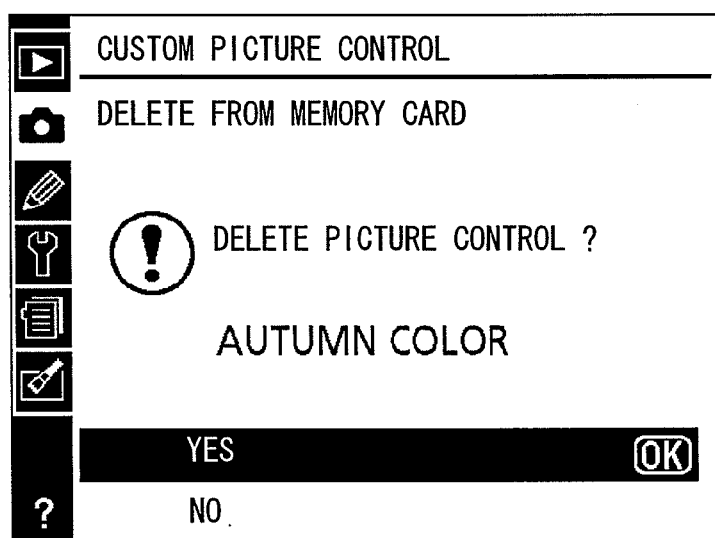 CUSTOM PICTURE CONTROL
DELETE FROM MEMORY CARD
DELETE PICTURE CONTROL ?
AUTUMN COLOR
YES OK
NO
?